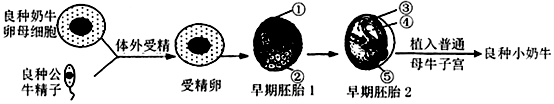 良种奶牛
卵母细胞
体外受精
良种公
牛精子
受精卵
①
②
早期胚胎1
③
④
⑤
早期胚胎2
植入普通
母牛子宫
良种小奶牛